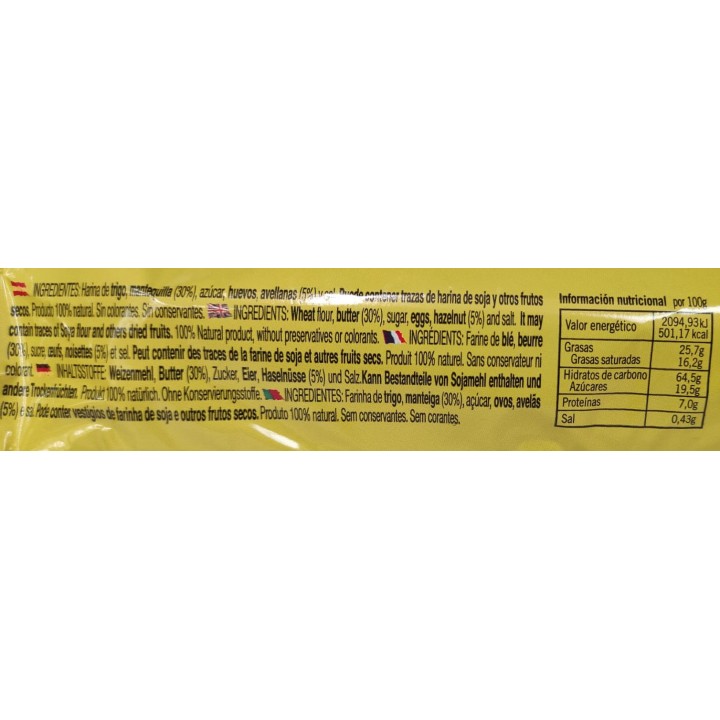 INGREDIENTES: Harina de trigo, mantequilla (30%), azúcar, huevos, avellanas (5%) y sal. Puede contener trazas de harina de soja y otros frutos
secos. Produto 100% natural. Sin colorantes. Sin conservantes. INGREDIENTS: Wheat flour, butter (30%), sugar, eggs, hazelnut (5%) and salt. It may
contain traces of Soya flour and others dried fruits. 100% Natural product, without preservatives or colorants. INGRÉDIENTS: Farine de blé, beurre
(30%), sucre, œufs, noisettes (5%) et sel. Peut contenir des traces de la farine de soja et autres fruits secs. Produit 100% naturel. Sans conservateur ni
colorant. INHALTSSTOFFE: Weizenmehl, Butter (30%), Zucker, Eier, Haselnüsse (5%) und Salz. Kann Bestandteile von Sojamehl enthalten und
andere Trockenfrüchten. Produkt 100% natürlich. Ohne Konservierungsstoffe. INGREDIENTES: Farinha de trigo, manteiga (30%), açúcar, ovos, avelãs
(5%) e sal. Pode conter vestigios de farinha de soja e outros frutos secos. Produto 100% natural. Sem conservantes. Sem corantes.
Información nutricional por 100g
Valor energético 2094,93kJ
501,17 kcal
Grasas 25,7g
Grasas saturadas 16,2g
Hidratos de carbono 64,5g
Azúcares 19,5g
Proteínas 7,0g
Sal 0,43g